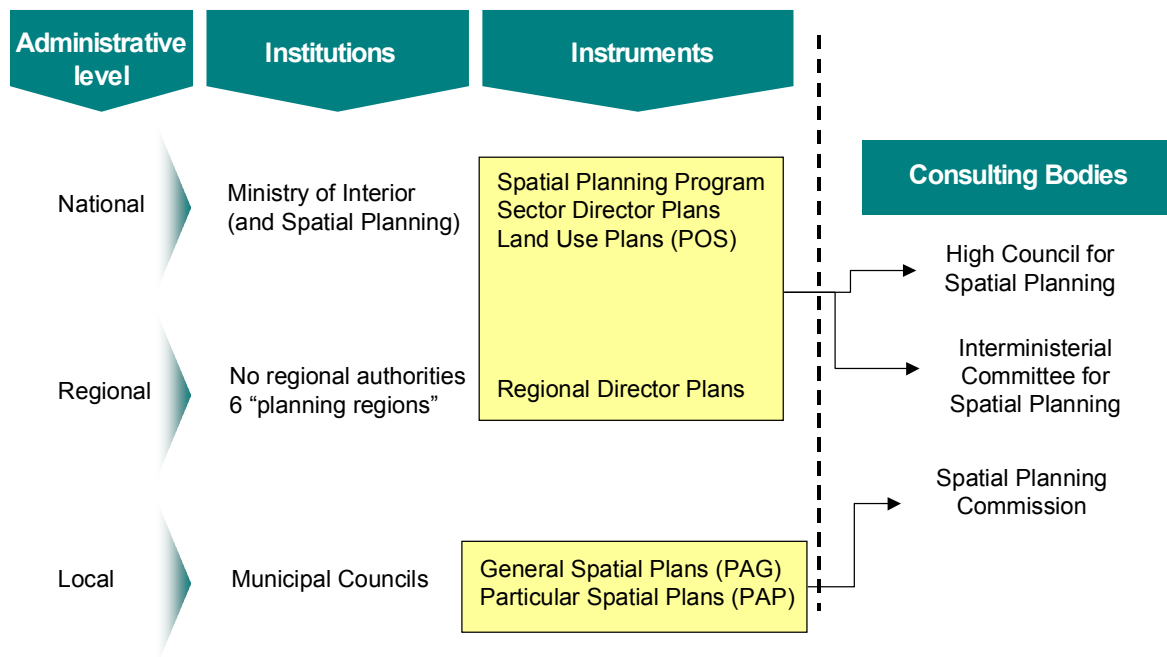 Administrative
level
Institutions
Instruments
Consulting Bodies
National
Ministry of Interior
(and Spatial Planning)
Spatial Planning Program
Sector Director Plans
Land Use Plans (POS)
High Council for
Spatial Planning
Regional
No regional authorities
6 “planning regions”
Regional Director Plans
Interministerial
Committee for
Spatial Planning
Spatial Planning
Commission
Local
Municipal Councils
General Spatial Plans (PAG)
Particular Spatial Plans (PAP)